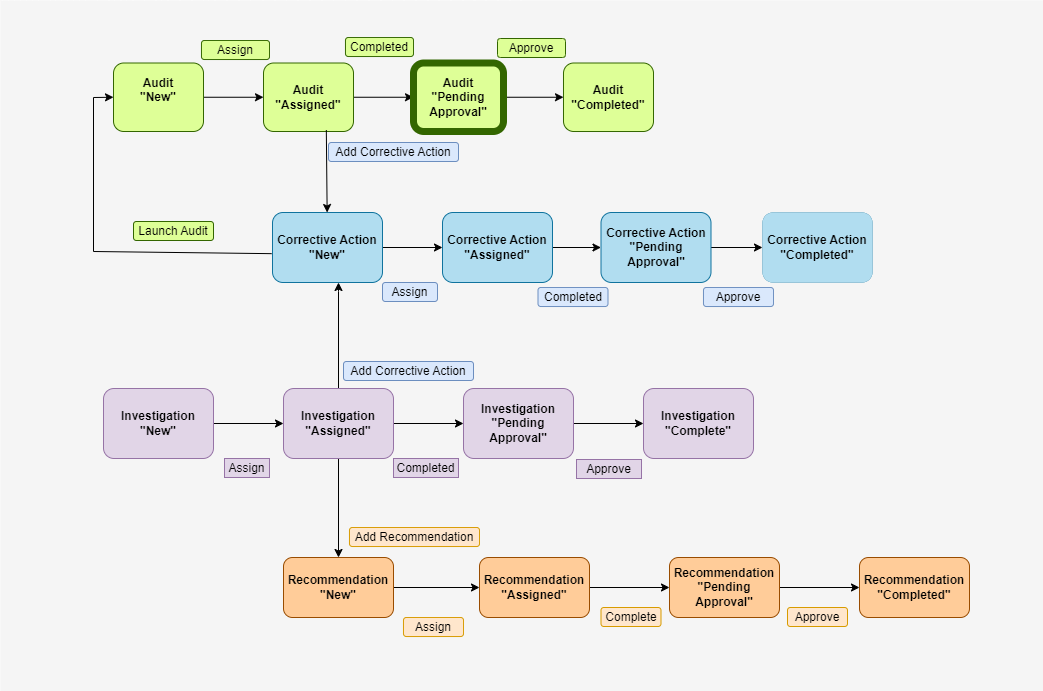 Assign
Completed
Approve
Audit
"New"
Audit
"Assigned"
Audit
"Pending
Approval"
Audit
"Completed"
Add Corrective Action
Launch Audit
Corrective Action
"New"
Corrective Action
"Assigned"
Corrective Action
"Pending
Approval"
Corrective Action
"Completed"
Assign
Completed
Approve
Add Corrective Action
Investigation
"New"
Investigation
"Assigned"
Investigation
"Pending
Approval"
Investigation
"Complete"
Assign
Completed
Approve
Add Recommendation
Recommendation
"New"
Recommendation
"Assigned"
Recommendation
"Pending
Approval"
Recommendation
"Completed"
Assign
Complete
Approve